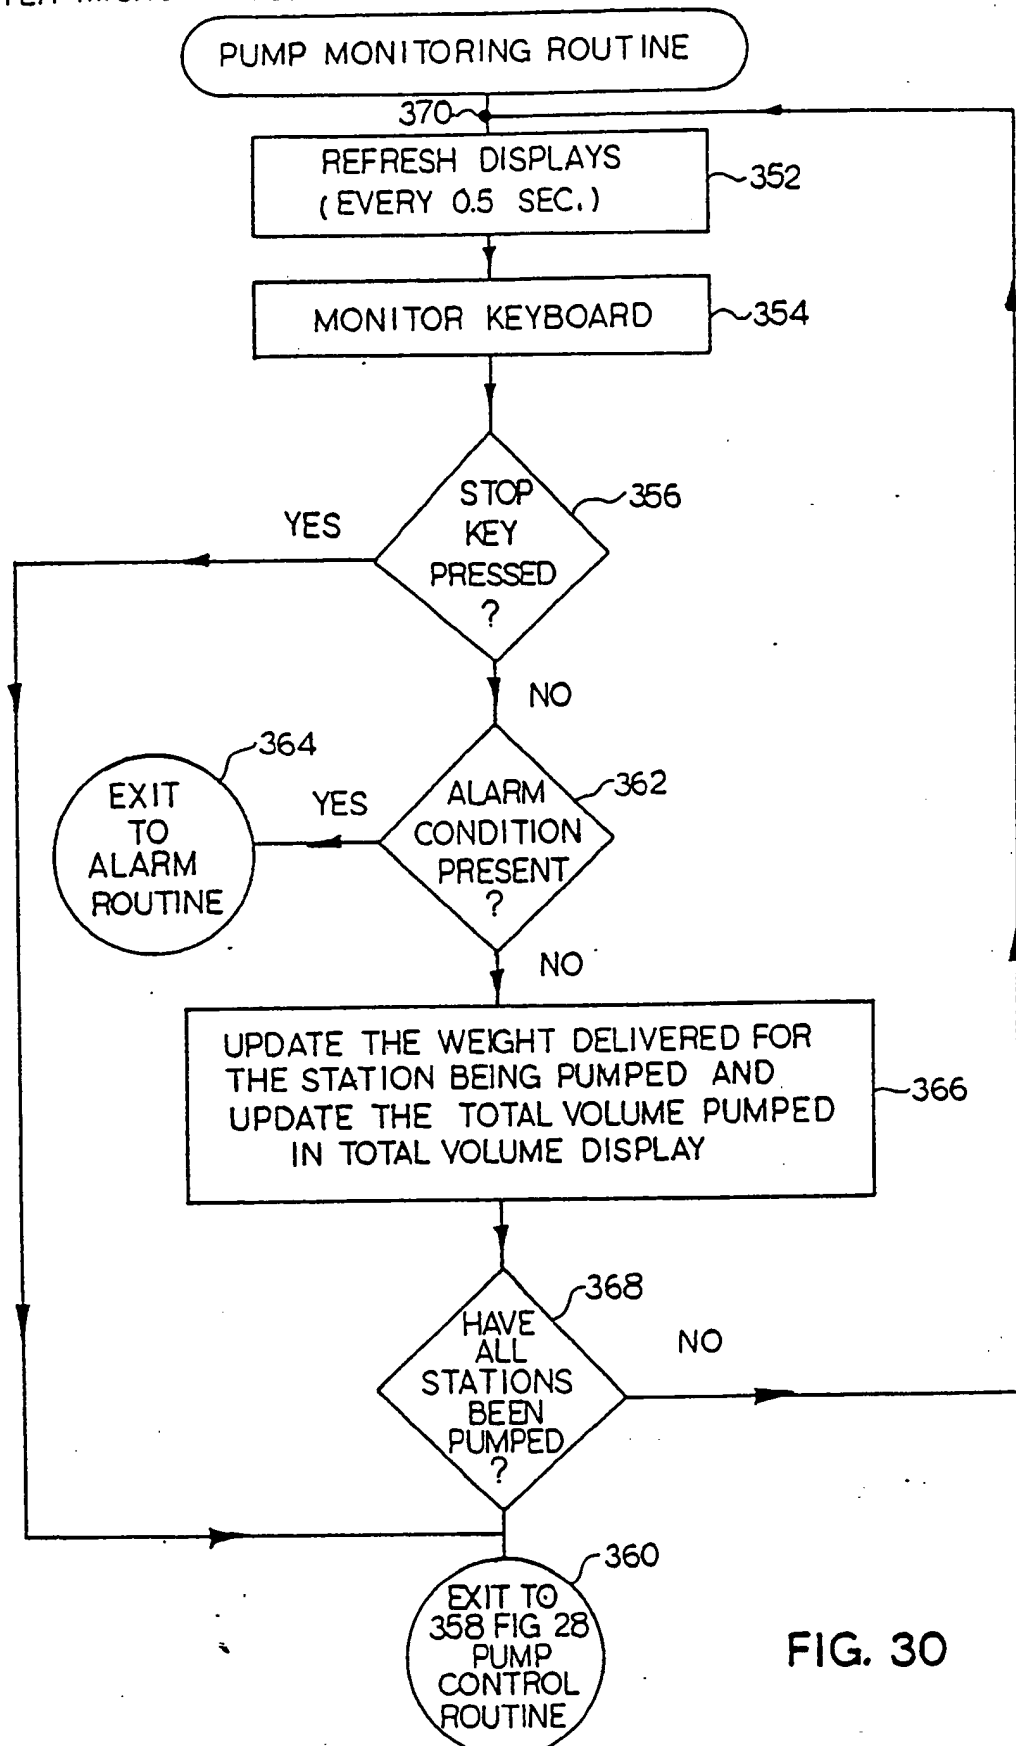 PUMP MONITORING ROUTINE
370
REFRESH DISPLAYS
(EVERY 0.5 SEC.)
352
MONITOR KEYBOARD
354
STOP
KEY
PRESSED
?
356
YES
NO
364
EXIT
TO
ALARM
ROUTINE
YES
ALARM
CONDITION
PRESENT
?
362
NO
UPDATE THE WEIGHT DELIVERED FOR
THE STATION BEING PUMPED AND
UPDATE THE TOTAL VOLUME PUMPED
IN TOTAL VOLUME DISPLAY
366
HAVE
ALL
STATIONS
BEEN
PUMPED
?
368
NO
360
EXIT TO
358 FIG 28
PUMP
CONTROL
ROUTINE
FIG. 30